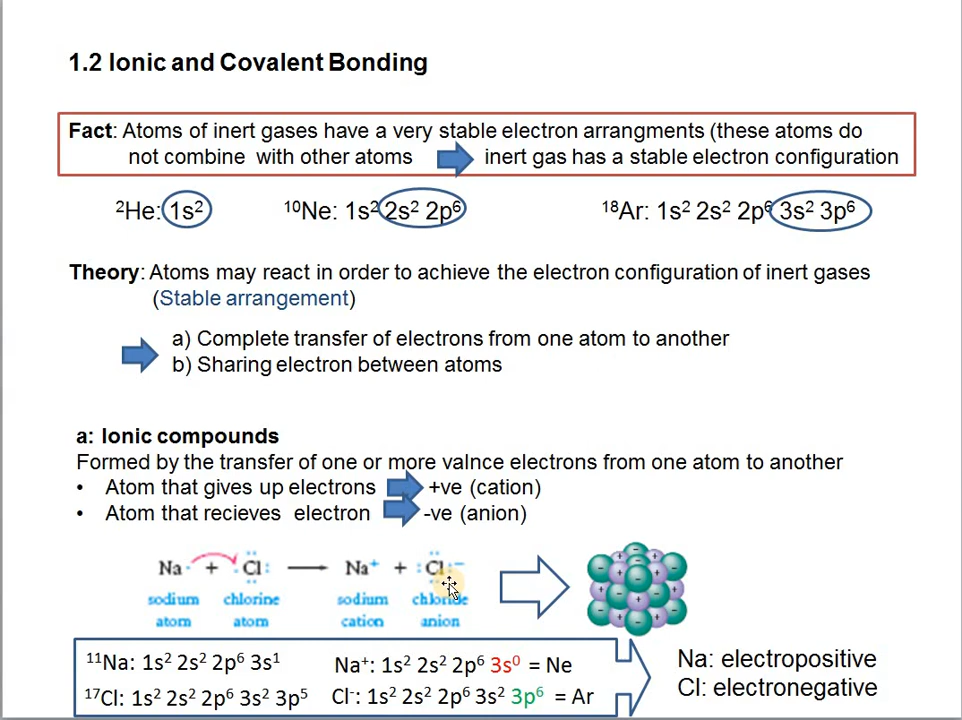 1.2 Ionic and Covalent Bonding
Fact: Atoms of inert gases have a very stable electron arrangments (these atoms do
not combine with other atoms inert gas has a stable electron configuration
²He: 1s² ¹⁰Ne: 1s² 2s² 2p⁶ ¹⁸Ar: 1s² 2s² 2p⁶ 3s² 3p⁶
Theory: Atoms may react in order to achieve the electron configuration of inert gases
(Stable arrangement)
a) Complete transfer of electrons from one atom to another
b) Sharing electron between atoms
a: Ionic compounds
Formed by the transfer of one or more valnce electrons from one atom to another
• Atom that gives up electrons +ve (cation)
• Atom that recieves electron -ve (anion)
Na· + :Cl: → Na⁺ + :Cl:⁻
sodium chlorine sodium chloride
atom atom cation anion
¹¹Na: 1s² 2s² 2p⁶ 3s¹ Na⁺: 1s² 2s² 2p⁶ 3s⁰ = Ne
¹⁷Cl: 1s² 2s² 2p⁶ 3s² 3p⁵ Cl⁻: 1s² 2s² 2p⁶ 3s² 3p⁶ = Ar
Na: electropositive
Cl: electronegative